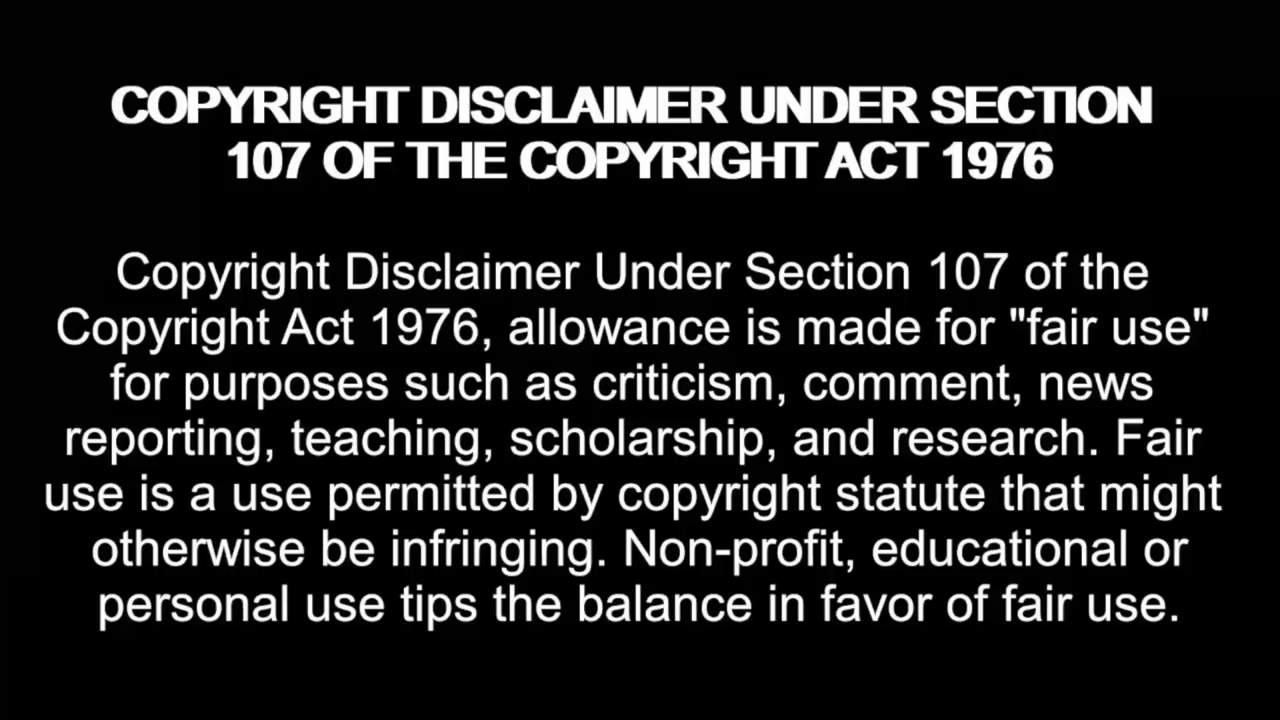 COPYRIGHT DISCLAIMER UNDER SECTION
107 OF THE COPYRIGHT ACT 1976
Copyright Disclaimer Under Section 107 of the
Copyright Act 1976, allowance is made for "fair use"
for purposes such as criticism, comment, news
reporting, teaching, scholarship, and research. Fair
use is a use permitted by copyright statute that might
otherwise be infringing. Non-profit, educational or
personal use tips the balance in favor of fair use.